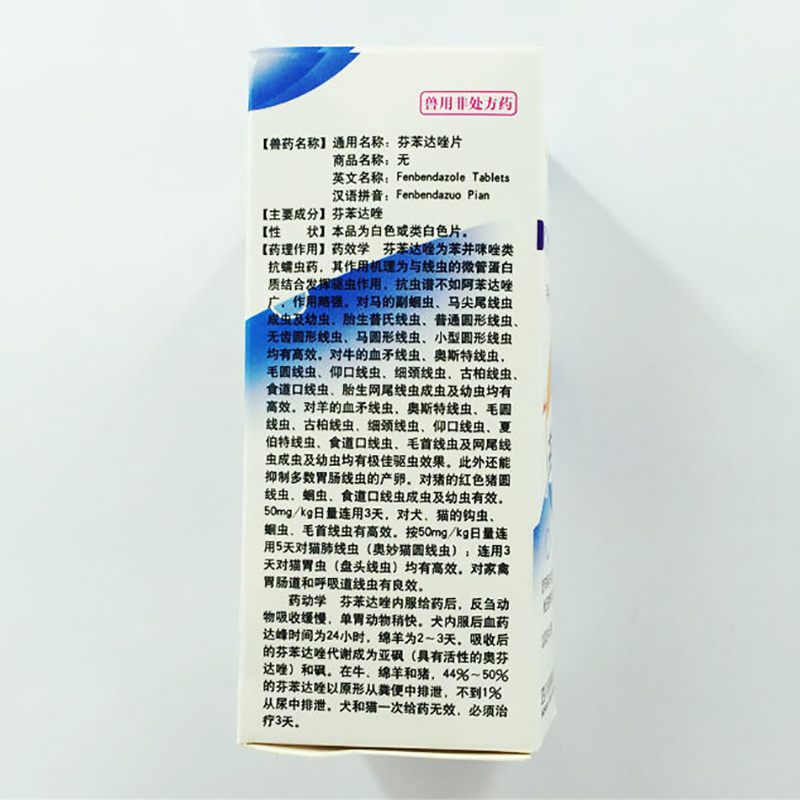 兽用非处方药
【兽药名称】通用名称：芬苯达唑片
商品名称：无
英文名称：Fenbendazole Tablets
汉语拼音：Fenbendazuo Pian
【主要成分】芬苯达唑
【性　　状】本品为白色或类白色片。
【药理作用】药效学　芬苯达唑为苯并咪唑类
抗蠕虫药，其作用机理为与线虫的微管蛋白
质结合发挥驱虫作用，抗虫谱不如阿苯达唑
广，作用略强。对马的副蛔虫、马尖尾线虫
成虫及幼虫、胎生普氏线虫、普通圆形线虫、
无齿圆形线虫、马圆形线虫、小型圆形线虫
均有高效。对牛的血矛线虫、奥斯特线虫，
毛圆线虫、仰口线虫、细颈线虫、古柏线虫、
食道口线虫、胎生网尾线虫成虫及幼虫均有
高效。对羊的血矛线虫、奥斯特线虫、毛圆
线虫、古柏线虫、细颈线虫、仰口线虫、夏
伯特线虫、食道口线虫、毛首线虫及网尾线
虫成虫及幼虫均有极佳驱虫效果。此外还能
抑制多数胃肠线虫的产卵。对猪的红色猪圆
线虫、蛔虫、食道口线虫成虫及幼虫有效。
50mg/kg日量连用3天，对犬、猫的钩虫、
蛔虫、毛首线虫有高效。按50mg/kg日量连
用5天对猫肺线虫（奥妙猫圆线虫）；连用3
天对猫胃虫（盘头线虫）均有高效。对家禽
胃肠道和呼吸道线虫有良效。
药动学　芬苯达唑内服给药后，反刍动
物吸收缓慢，单胃动物稍快。犬内服后血药
达峰时间为24小时，绵羊为2～3天。吸收后
的芬苯达唑代谢成为亚砜（具有活性的奥芬
达唑）和砜。在牛、绵羊和猪，44%～50%
的芬苯达唑以原形从粪便中排泄，不到1%
从尿中排泄。犬和猫一次给药无效，必须治
疗3天。